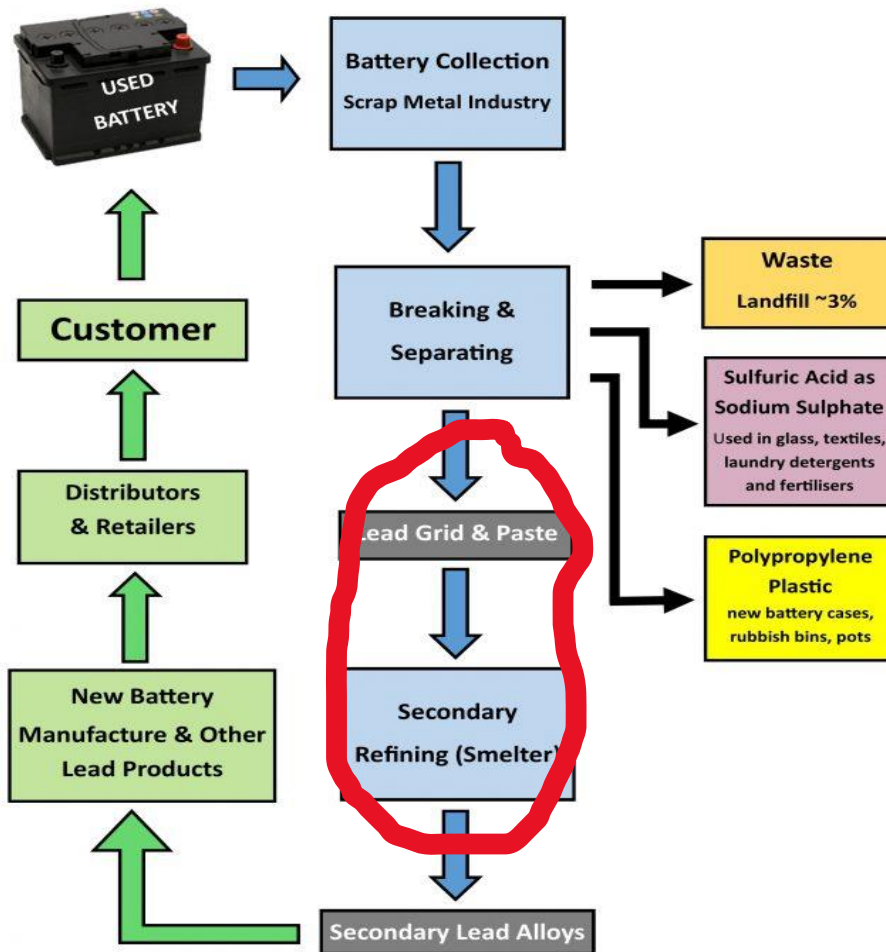 USED
BATTERY
Battery Collection
Scrap Metal Industry
Breaking &
Separating
Waste
Landfill ~3%
Sulfuric Acid as
Sodium Sulphate
Used in glass, textiles,
laundry detergents
and fertilisers
Polypropylene
Plastic
new battery cases,
rubbish bins, pots
Lead Grid & Paste
Secondary
Refining (Smelter)
Secondary Lead Alloys
New Battery
Manufacture & Other
Lead Products
Distributors
& Retailers
Customer